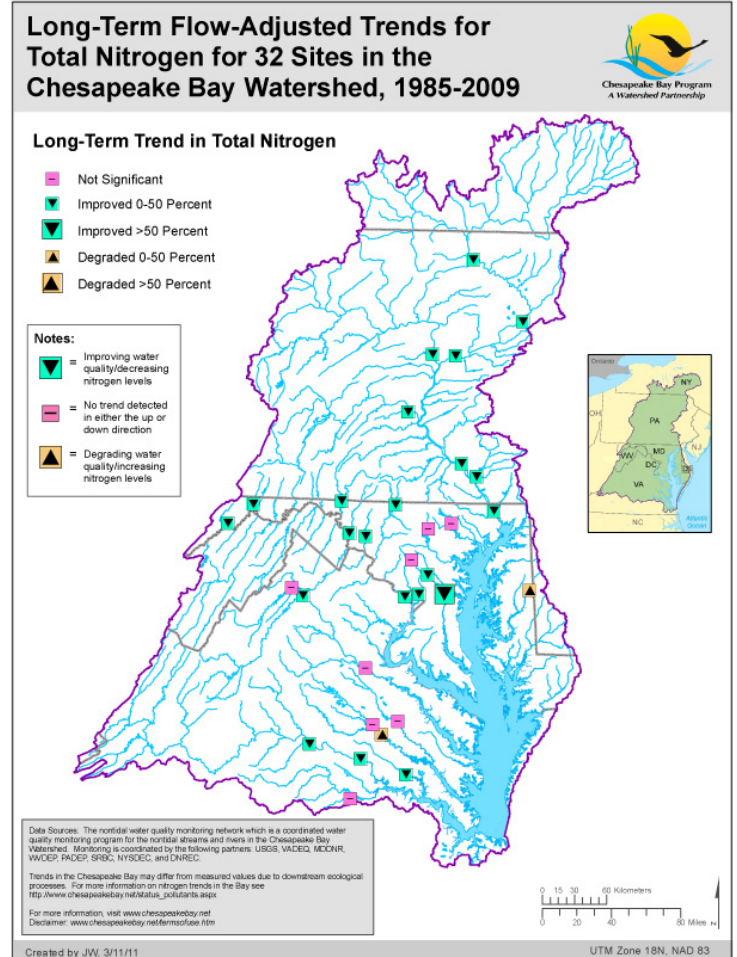 Long-Term Flow-Adjusted Trends for
Total Nitrogen for 32 Sites in the
Chesapeake Bay Watershed, 1985-2009
Chesapeake Bay Program
A Watershed Partnership
Long-Term Trend in Total Nitrogen
Not Significant
Improved 0-50 Percent
Improved >50 Percent
Degraded 0-50 Percent
Degraded >50 Percent
Notes:
= Improving water
quality/decreasing
nitrogen levels
= No trend detected
in either the up or
down direction
= Degrading water
quality/increasing
nitrogen levels
Ontario
NY
OH
PA
NJ
WV
MD
DC
DE
VA
NC
Atlantic
Ocean
Data Sources: The nontidal water quality monitoring network which is a coordinated water
quality monitoring program for the nontidal streams and rivers in the Chesapeake Bay
Watershed. Monitoring is coordinated by the following partners: USGS, VADEQ, MDDNR,
WVDEP, PADEP, SRBC, NYSDEC, and DNREC.
Trends in the Chesapeake Bay may differ from measured values due to downstream ecological
processes. For more information on nitrogen trends in the Bay see
http://www.chesapeakebay.net/status_pollutants.aspx
For more information, visit www.chesapeakebay.net
Disclaimer: www.chesapeakebay.net/termsofuse.htm
0 15 30 60 Kilometers
0 20 40 80 Miles
N
Created by JW, 3/11/11
UTM Zone 18N, NAD 83